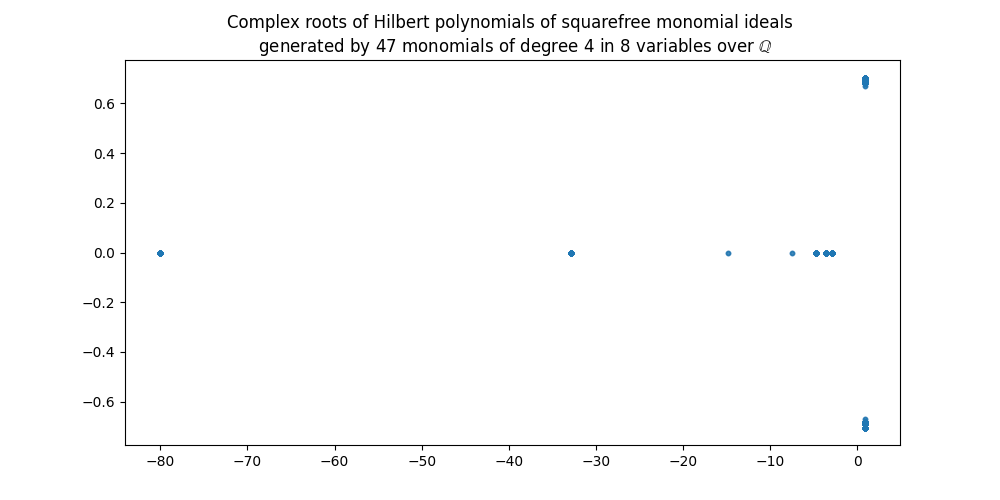 Complex roots of Hilbert polynomials of squarefree monomial ideals
generated by 47 monomials of degree 4 in 8 variables over ℚ
0.6
0.4
0.2
0.0
−0.2
−0.4
−0.6
−80 −70 −60 −50 −40 −30 −20 −10 0